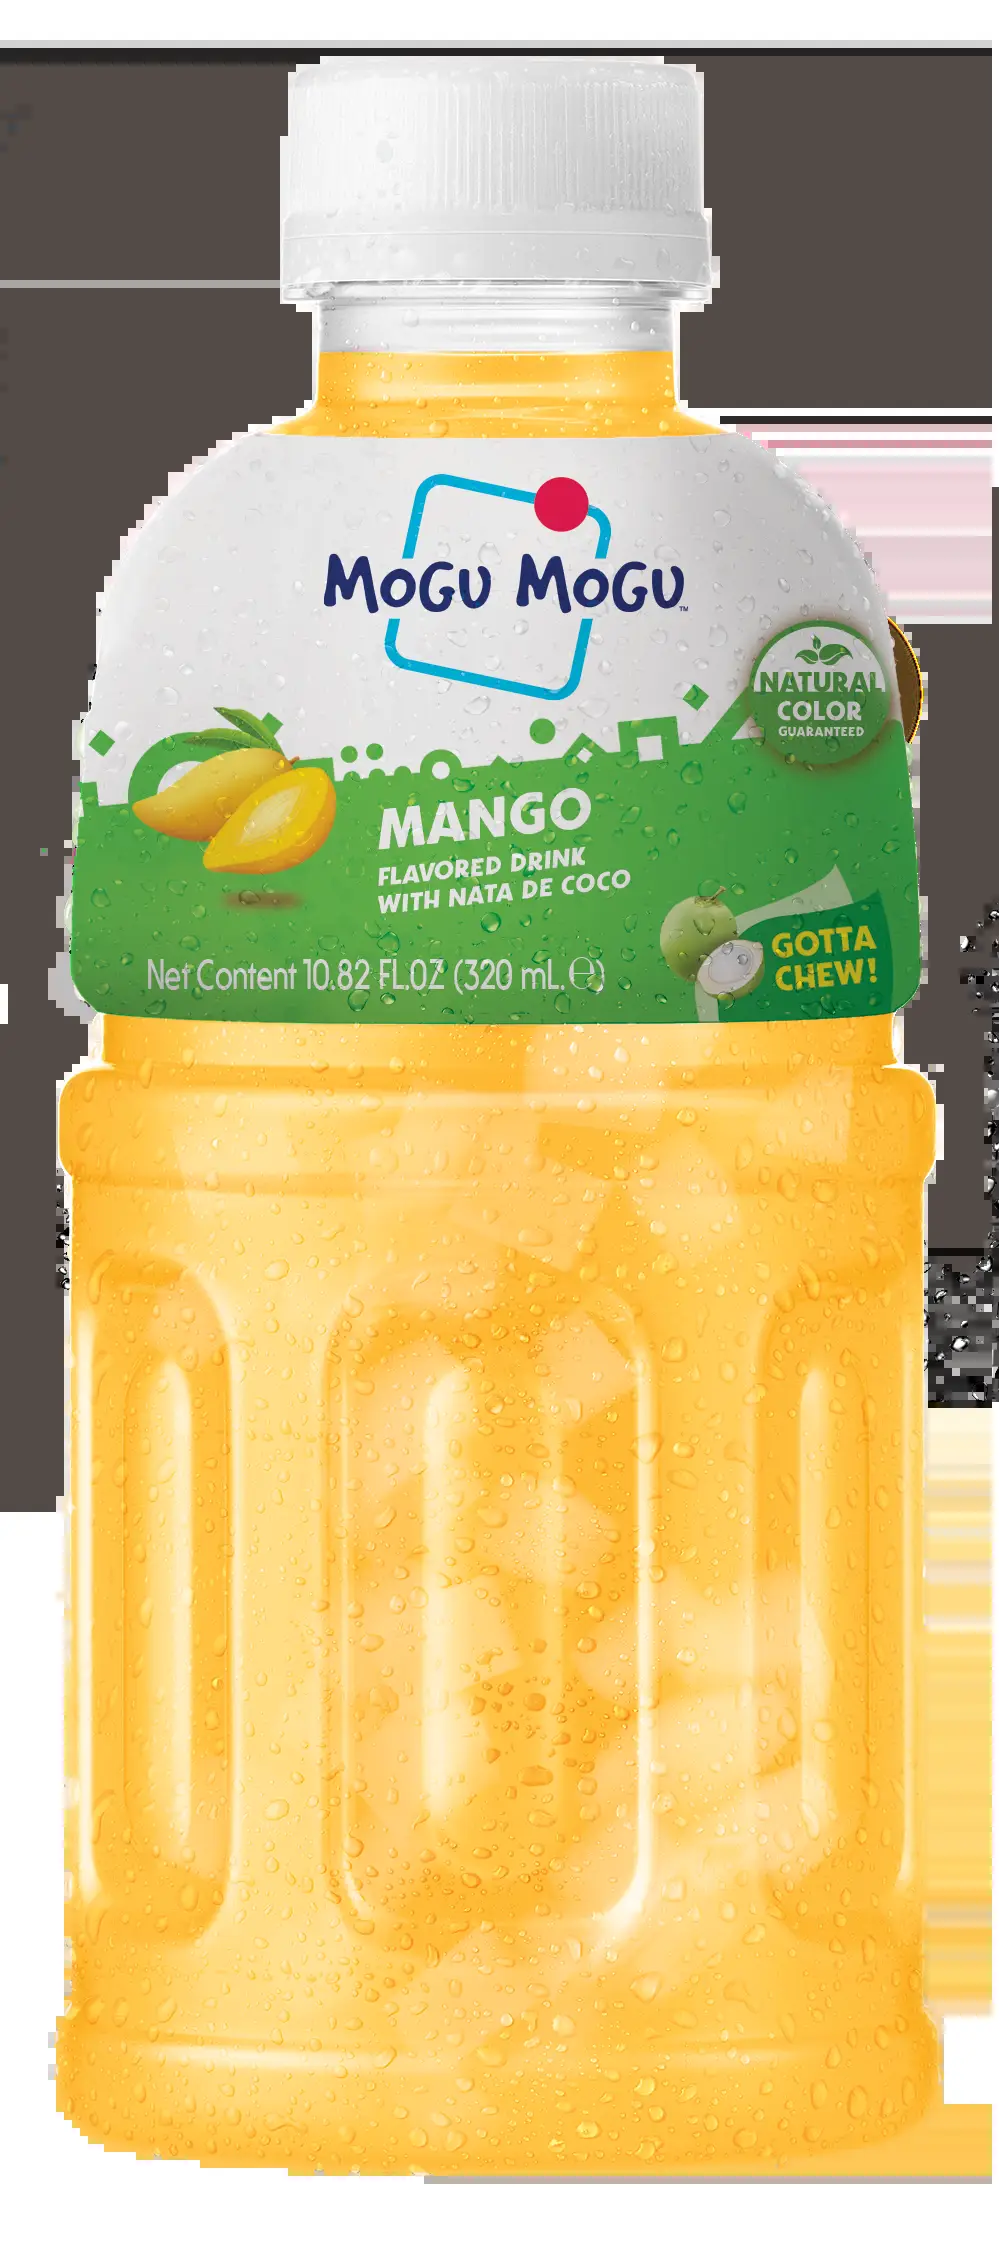 MOGU MOGU™
NATURAL
COLOR
GUARANTEED
MANGO
FLAVORED DRINK
WITH NATA DE COCO
GOTTA
CHEW!
Net Content 10.82 FL.OZ (320 mL.℮)